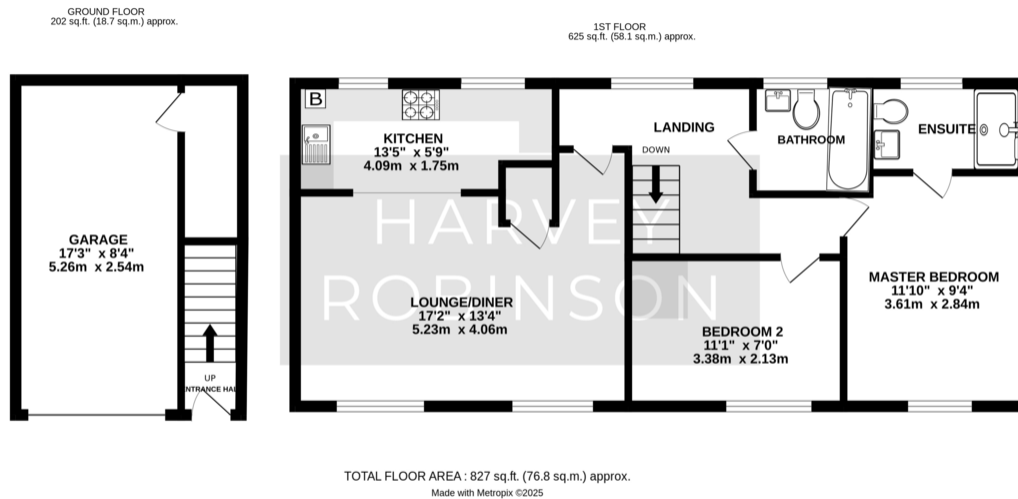 GROUND FLOOR
202 sq.ft. (18.7 sq.m.) approx.
1ST FLOOR
625 sq.ft. (58.1 sq.m.) approx.
GARAGE
17'3" x 8'4"
5.26m x 2.54m
UP
ENTRANCE HALL
B
KITCHEN
13'5" x 5'9"
4.09m x 1.75m
LANDING
DOWN
BATHROOM
ENSUITE
HARVEY
ROBINSON
LOUNGE/DINER
17'2" x 13'4"
5.23m x 4.06m
BEDROOM 2
11'1" x 7'0"
3.38m x 2.13m
MASTER BEDROOM
11'10" x 9'4"
3.61m x 2.84m
TOTAL FLOOR AREA : 827 sq.ft. (76.8 sq.m.) approx.
Made with Metropix ©2025